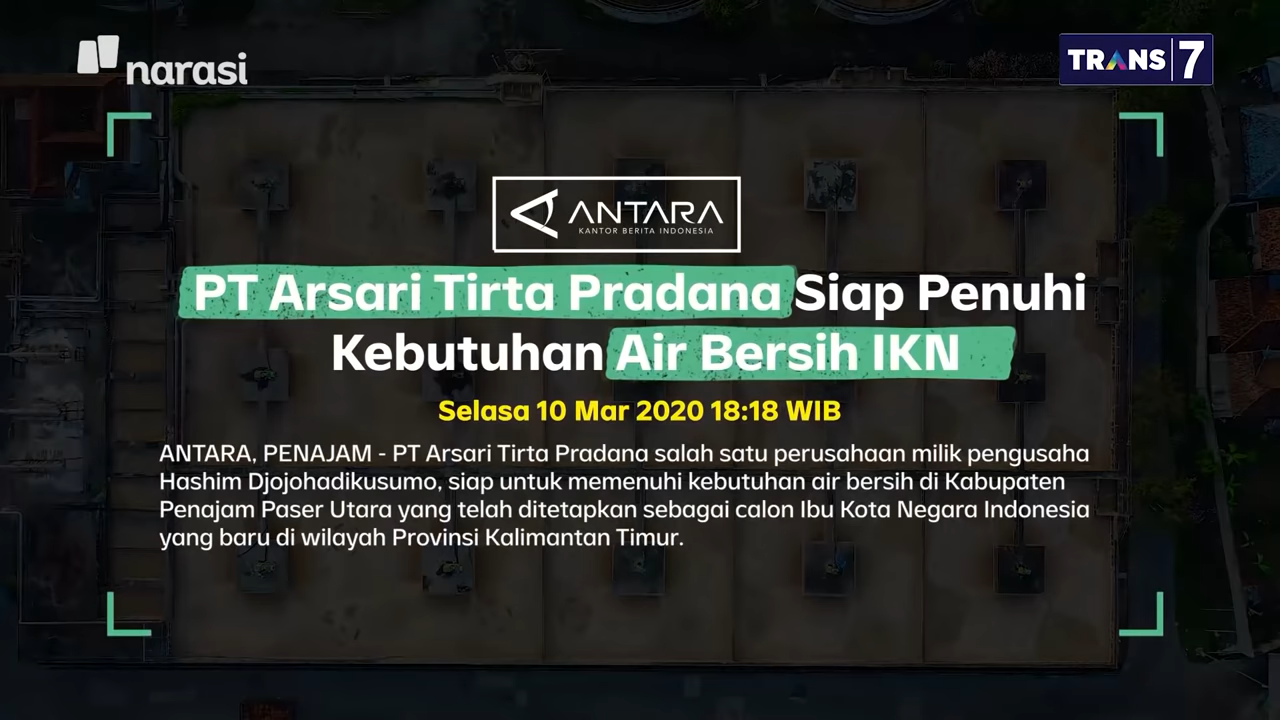 narasi
TRANS 7
ANTARA
KANTOR BERITA INDONESIA
PT Arsari Tirta Pradana Siap Penuhi
Kebutuhan Air Bersih IKN
Selasa 10 Mar 2020 18:18 WIB
ANTARA, PENAJAM - PT Arsari Tirta Pradana salah satu perusahaan milik pengusaha
Hashim Djojohadikusumo, siap untuk memenuhi kebutuhan air bersih di Kabupaten
Penajam Paser Utara yang telah ditetapkan sebagai calon Ibu Kota Negara Indonesia
yang baru di wilayah Provinsi Kalimantan Timur.